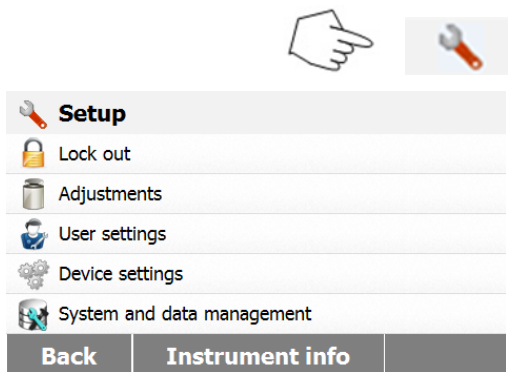 Setup
Lock out
Adjustments
User settings
Device settings
System and data management
Back Instrument info